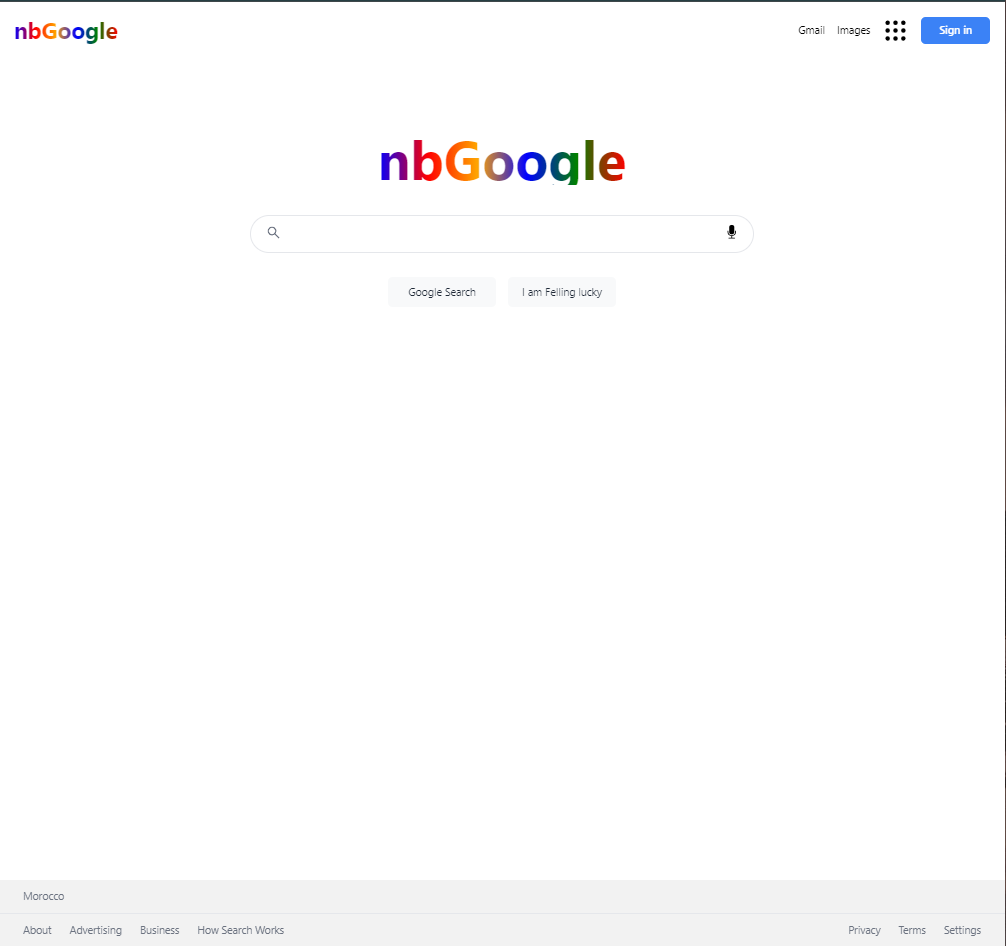 nbGoogle Gmail Images Sign in
nbGoogle
Google Search I am Felling lucky
Morocco
About Advertising Business How Search Works Privacy Terms Settings